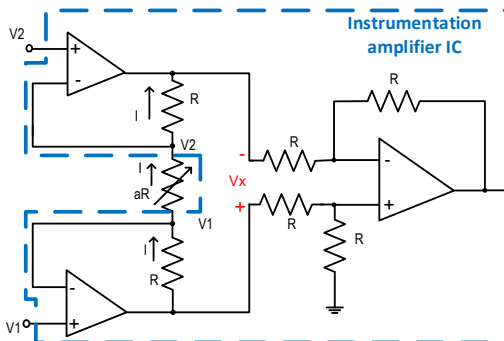 Instrumentation
amplifier IC
V2
+
-
I
R
V2
I
aR
V1
I
R
-
+
V1
-
Vx
+
R
R
R
R
-
+